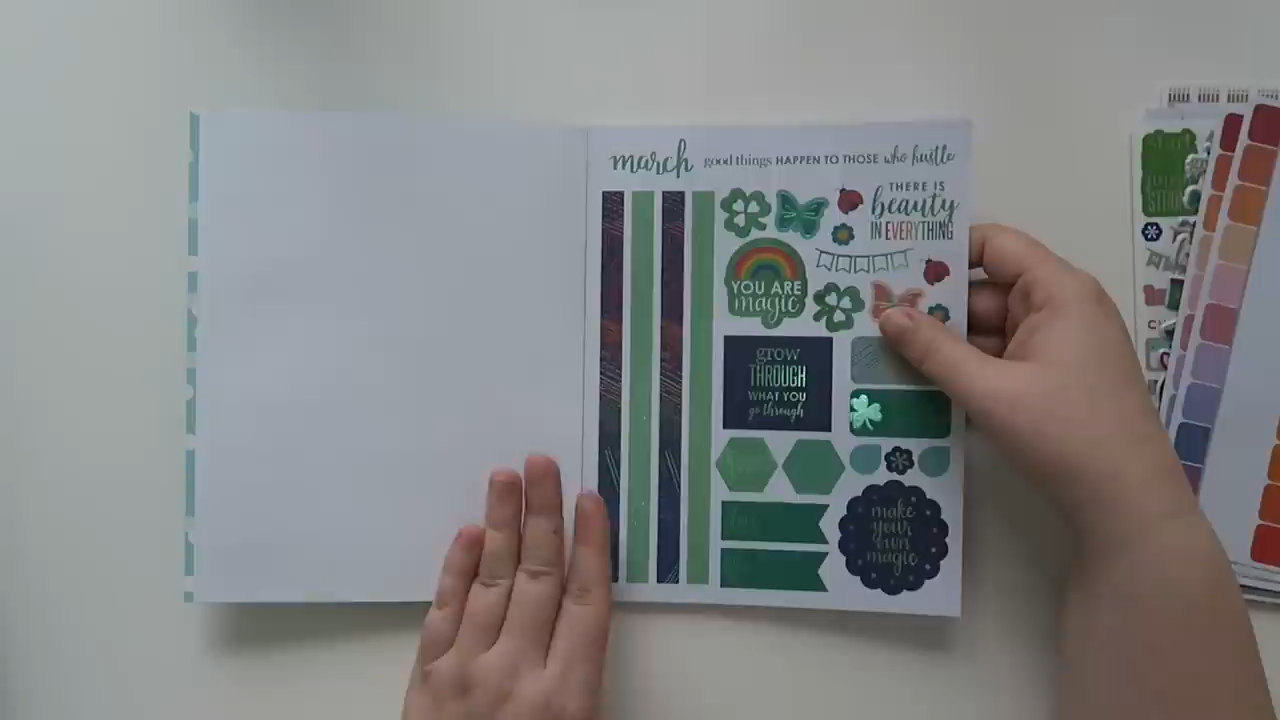 march good things HAPPEN TO THOSE who hustle
THERE IS
beauty
IN EVERYTHING
YOU ARE
magic
grow
THROUGH
WHAT YOU
go through
make
your
own
magic